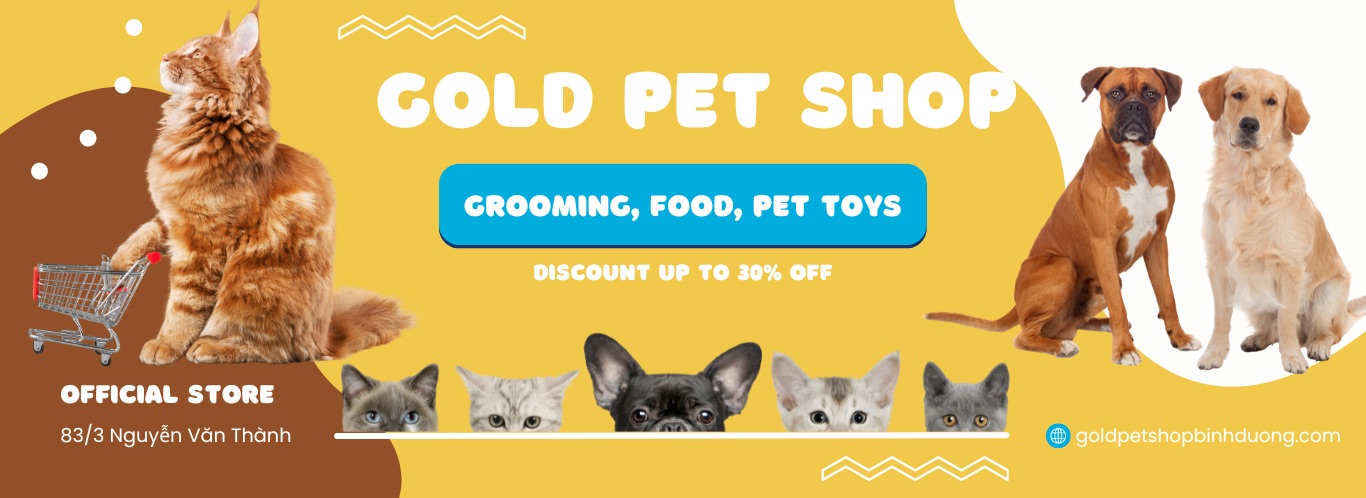 GOLD PET SHOP
GROOMING, FOOD, PET TOYS
DISCOUNT UP TO 30% OFF
OFFICIAL STORE
83/3 Nguyễn Văn Thành
goldpetshopbinhduong.com